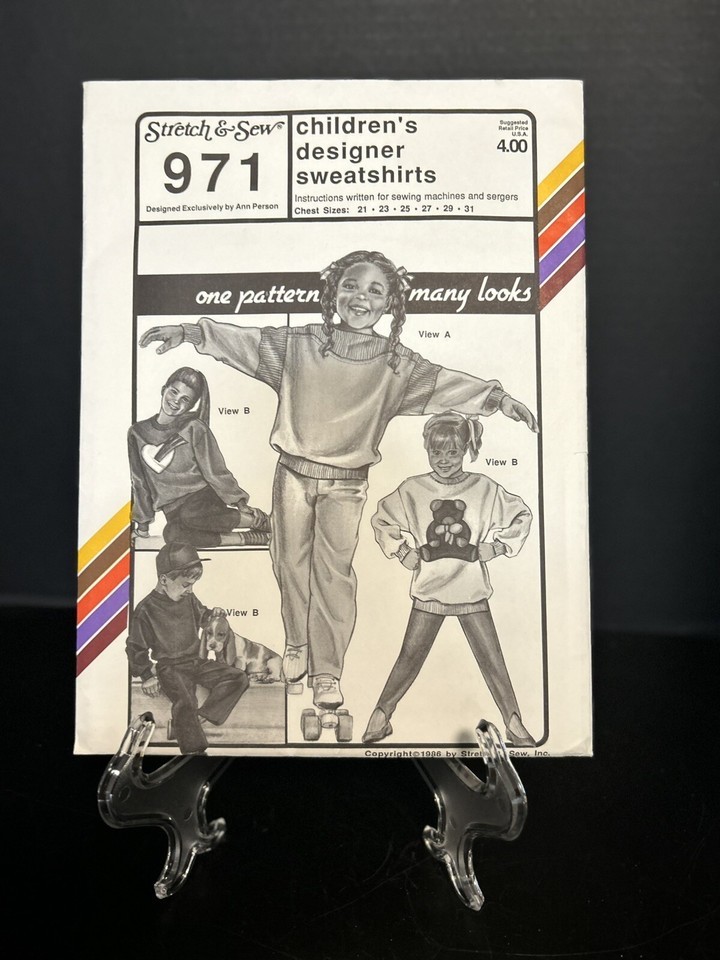 Stretch & Sew®
971
Designed Exclusively by Ann Person
children's
designer
sweatshirts
Suggested
Retail Price
U.S.A.
4.00
Instructions written for sewing machines and sergers
Chest Sizes: 21 • 23 • 25 • 27 • 29 • 31
one pattern many looks
View A
View B
View B
View B
Copyright©1986 by Stretch & Sew, Inc.